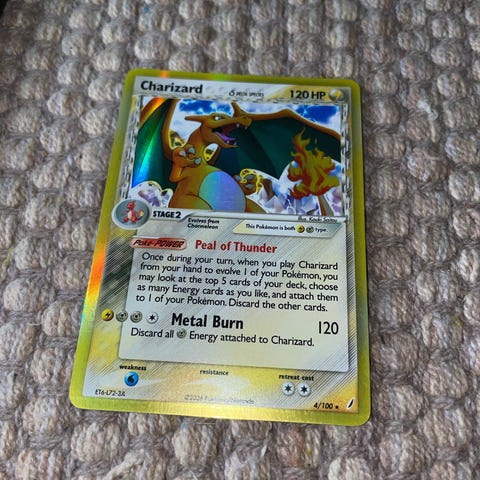 Charizard δ DELTA SPECIES 120 HP
Illus. Kouki Saitou
STAGE 2 Evolves from Charmeleon
This Pokémon is both type.
Poké-POWER Peal of Thunder
Once during your turn, when you play Charizard
from your hand to evolve 1 of your Pokémon, you
may look at the top 5 cards of your deck, choose
as many Energy cards as you like, and attach them
to 1 of your Pokémon. Discard the other cards.
Metal Burn 120
Discard all Energy attached to Charizard.
weakness resistance retreat cost
©2006 Pokémon/Nintendo
4/100 ★